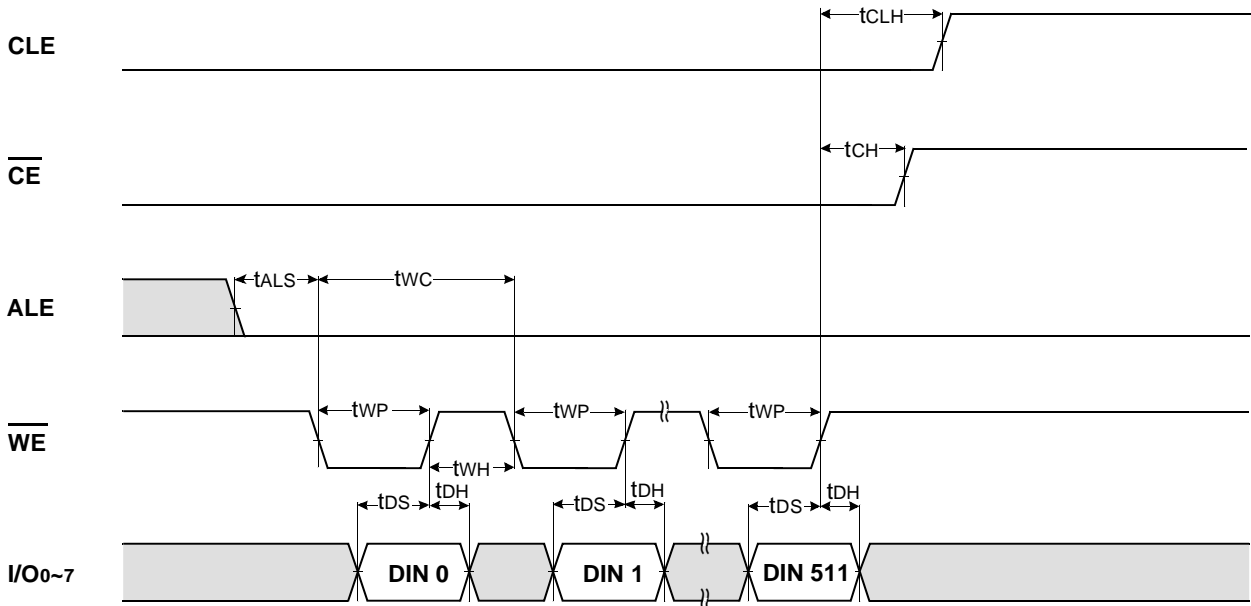 tCLH
CLE
tCH
CE
tALS
tWC
ALE
tWP
tWP
tWP
WE
tWH
tDS
tDH
tDS
tDH
tDS
tDH
I/O0~7
DIN 0
DIN 1
DIN 511